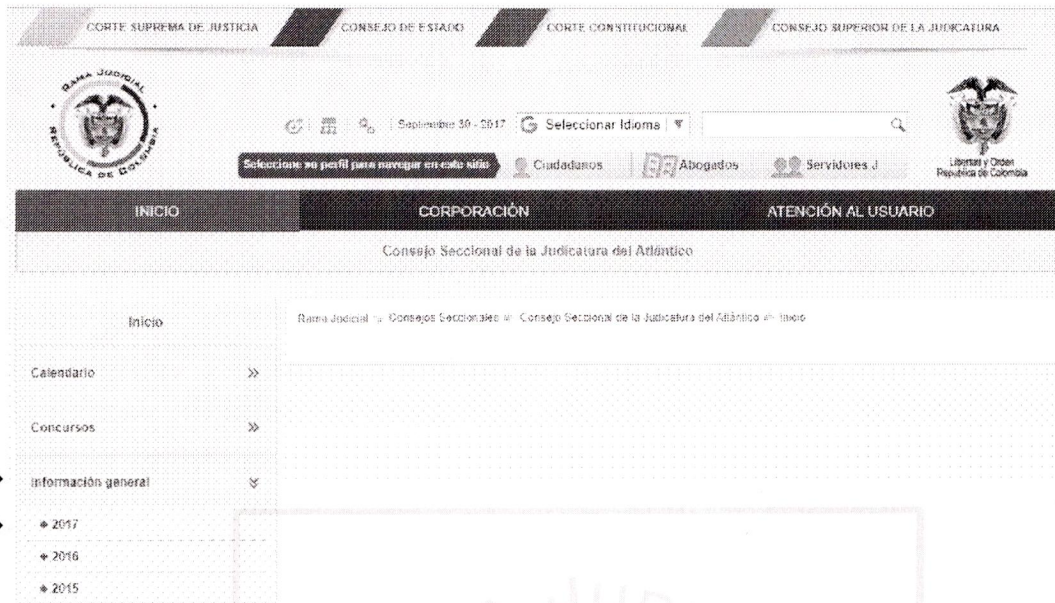 CORTE SUPREMA DE JUSTICIA CONSEJO DE ESTADO CORTE CONSTITUCIONAL CONSEJO SUPERIOR DE LA JUDICATURA
RAMA JUDICIAL
REPÚBLICA DE COLOMBIA
Septiembre 30 - 2017 G Seleccionar Idioma ▼
Seleccione su perfil para navegar en este sitio Ciudadanos Abogados Servidores J
Libertad y Orden
República de Colombia
INICIO CORPORACIÓN ATENCIÓN AL USUARIO
Consejo Seccional de la Judicatura del Atlántico
Inicio
Rama Judicial Consejos Seccionales Consejo Seccional de la Judicatura del Atlántico Inicio
Calendario »
Concursos »
Información general
2017
2016
2015